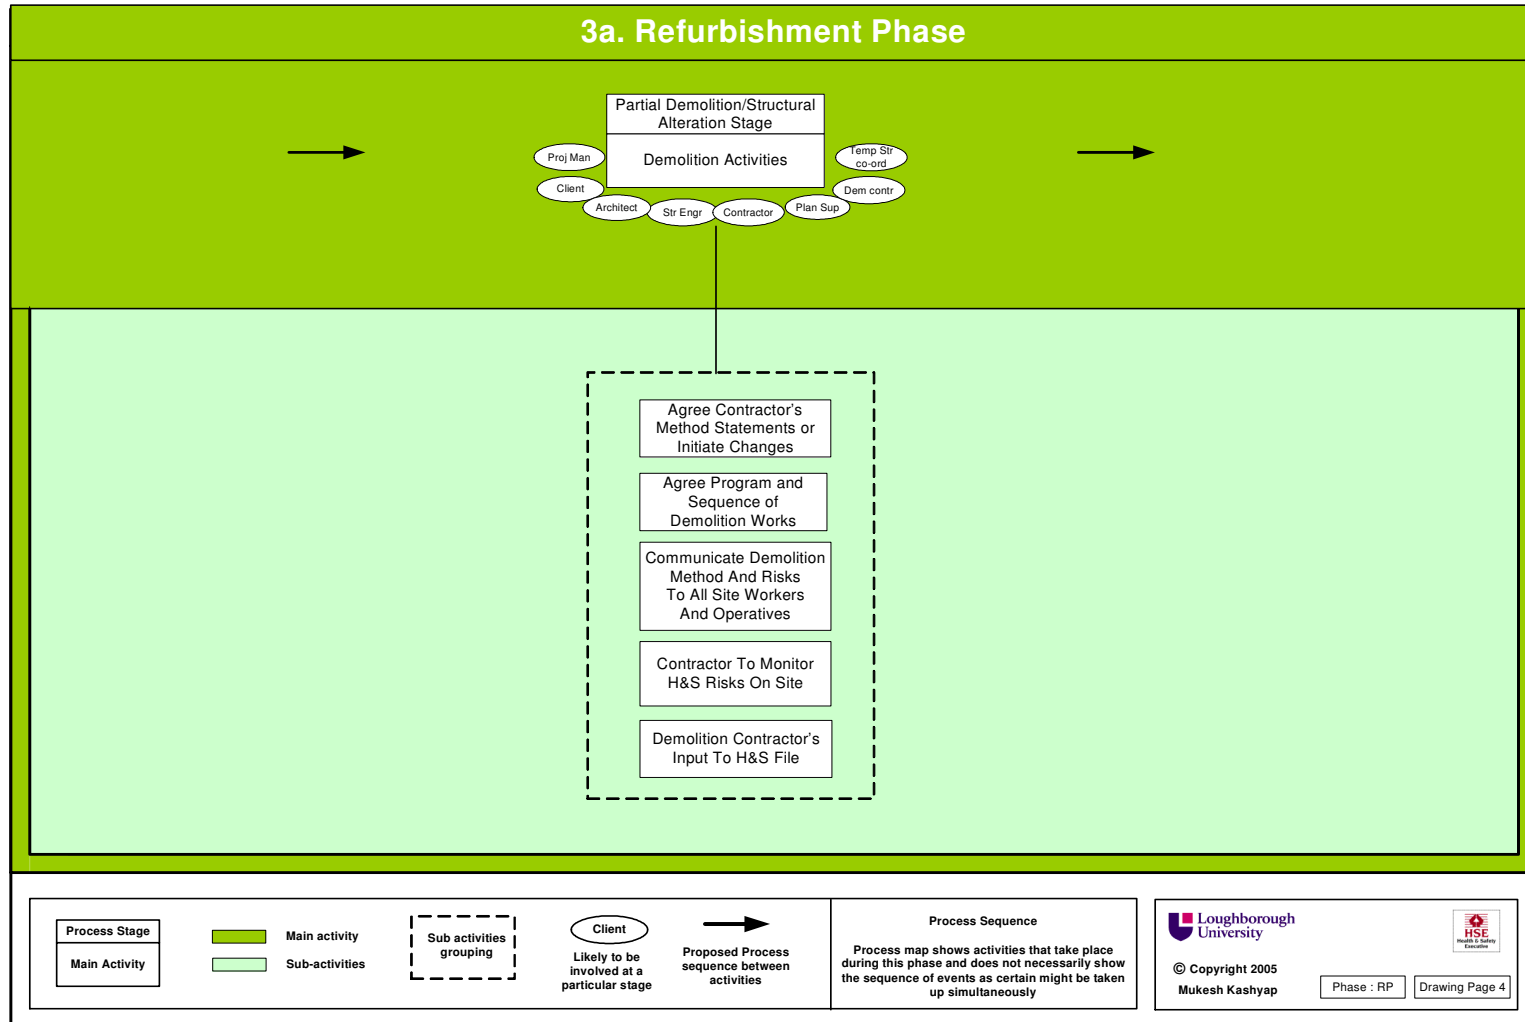 3a. Refurbishment Phase
Partial Demolition/Structural
Alteration Stage
Demolition Activities
Proj Man
Client
Architect
Str Engr
Contractor
Plan Sup
Dem contr
Temp Str
co-ord
Agree Contractor's
Method Statements or
Initiate Changes
Agree Program and
Sequence of
Demolition Works
Communicate Demolition
Method And Risks
To All Site Workers
And Operatives
Contractor To Monitor
H&S Risks On Site
Demolition Contractor's
Input To H&S File
Process Stage
Main Activity
Main activity
Sub-activities
Sub activities
grouping
Client
Likely to be
involved at a
particular stage
Proposed Process
sequence between
activities
Process Sequence
Process map shows activities that take place
during this phase and does not necessarily show
the sequence of events as certain might be taken
up simultaneously
Loughborough
University
HSE
Health & Safety
Executive
© Copyright 2005
Mukesh Kashyap
Phase : RP
Drawing Page 4